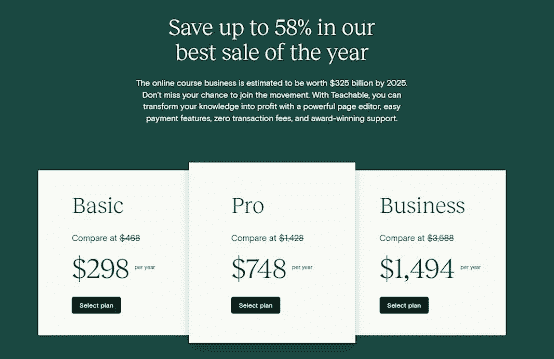 Save up to 58% in our
best sale of the year
The online course business is estimated to be worth $325 billion by 2025.
Don't miss your chance to join the movement. With Teachable, you can
transform your knowledge into profit with a powerful page editor, easy
payment features, zero transaction fees, and award-winning support.
Basic
Compare at $468
$298 per year
Select plan
Pro
Compare at $1,428
$748 per year
Select plan
Business
Compare at $3,588
$1,494 per year
Select plan